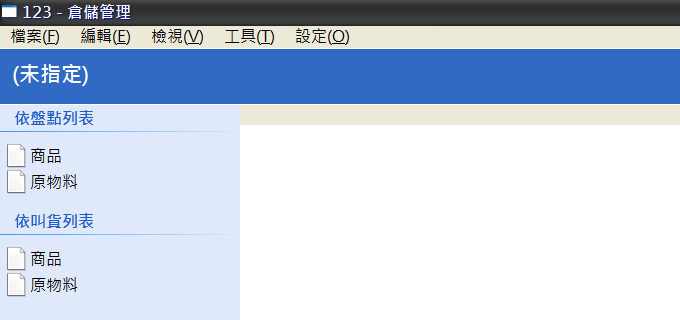 123 - 倉儲管理
檔案(F) 編輯(E) 檢視(V) 工具(T) 設定(O)
(未指定)
依盤點列表
商品
原物料
依叫貨列表
商品
原物料